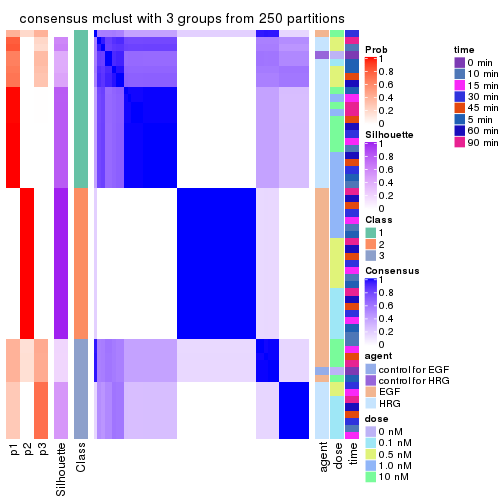 consensus mclust with 3 groups from 250 partitions
Prob
1
0.8
0.6
0.4
0.2
0
Silhouette
1
0.8
0.6
0.4
0.2
0
Class
1
2
3
Consensus
1
0.8
0.6
0.4
0.2
0
agent
control for EGF
control for HRG
EGF
HRG
dose
0 nM
0.1 nM
0.5 nM
1.0 nM
10 nM
time
0 min
10 min
15 min
30 min
45 min
5 min
60 min
90 min
p1
p2
p3
Silhouette
Class
agent
dose
time